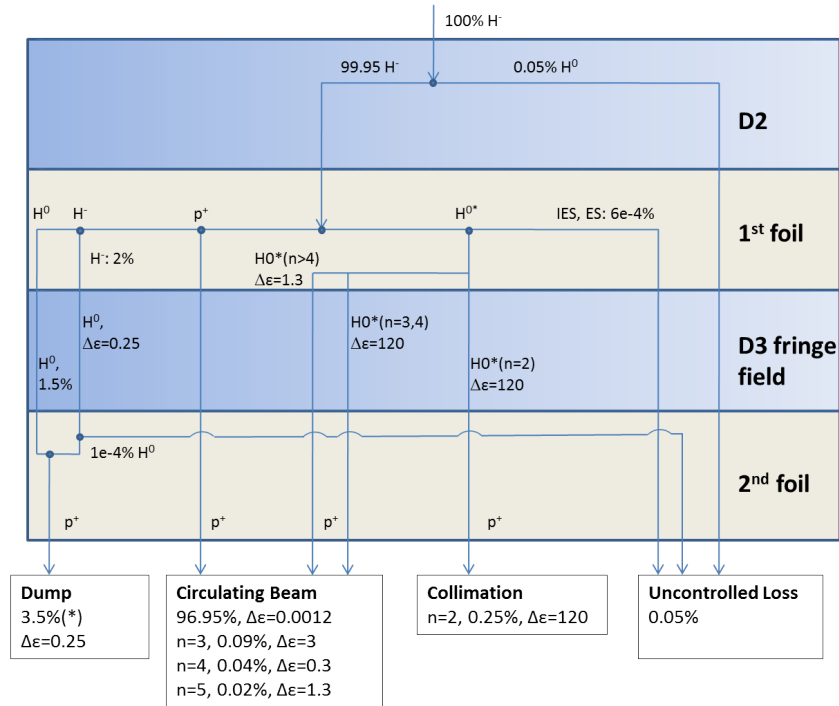 100% H⁻
99.95 H⁻
0.05% H⁰
D2
H⁰
H⁻
p⁺
H⁰*
IES, ES: 6e-4%
1ˢᵗ foil
H⁻: 2%
H0*(n>4)
Δε=1.3
H⁰,
Δε=0.25
H0*(n=3,4)
Δε=120
D3 fringe
field
H⁰,
1.5%
H0*(n=2)
Δε=120
1e-4% H⁰
2ⁿᵈ foil
p⁺
p⁺
p⁺
p⁺
Dump
3.5%(*)
Δε=0.25
Circulating Beam
96.95%, Δε=0.0012
n=3, 0.09%, Δε=3
n=4, 0.04%, Δε=0.3
n=5, 0.02%, Δε=1.3
Collimation
n=2, 0.25%, Δε=120
Uncontrolled Loss
0.05%